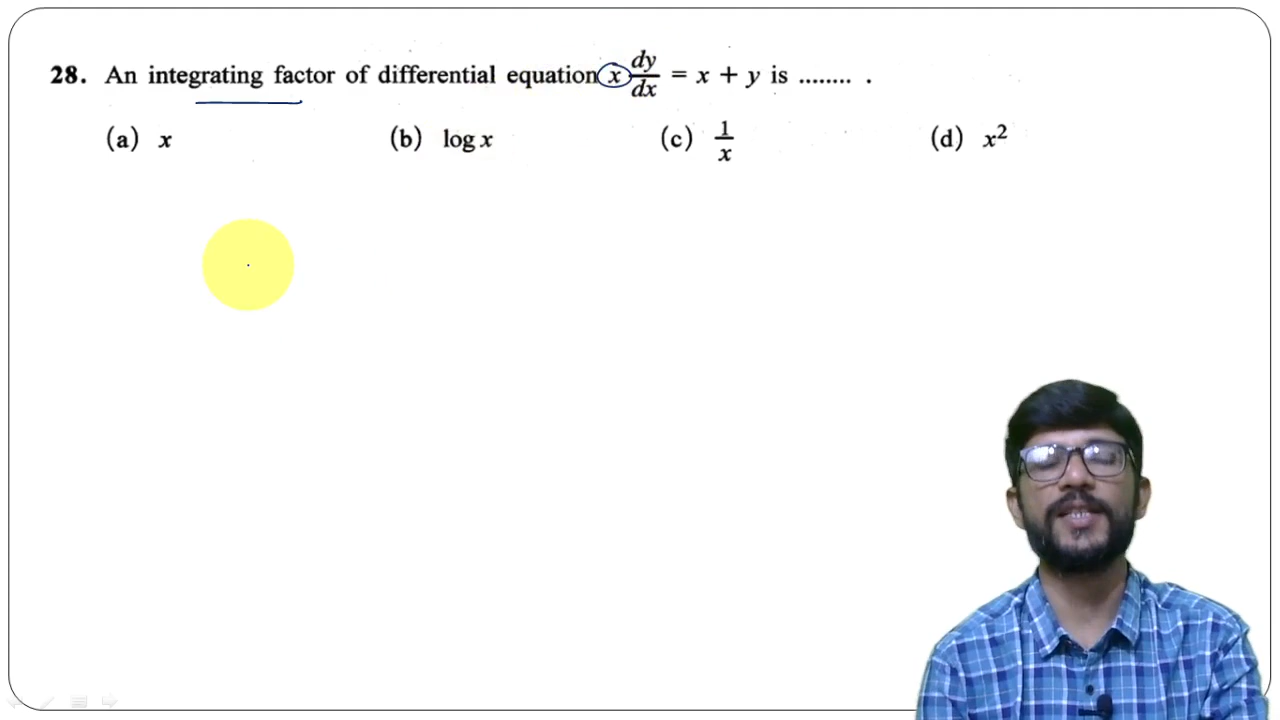 28. An integrating factor of differential equation x dy/dx = x + y is ........ .
(a) x (b) log x (c) 1/x (d) x²